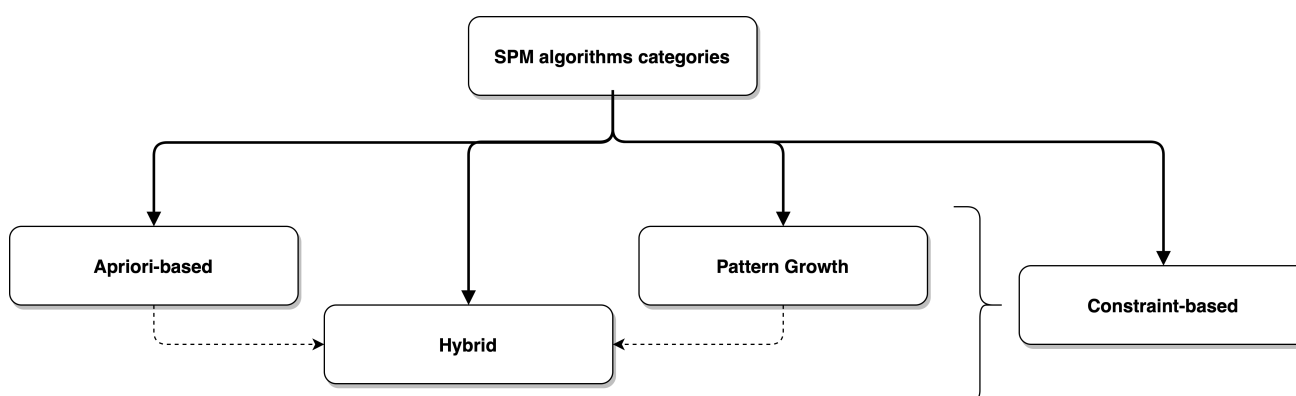 SPM algorithms categories
Apriori-based
Pattern Growth
Hybrid
Constraint-based